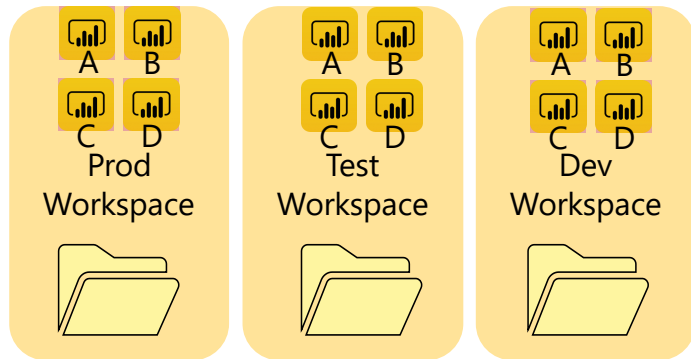 A B
C D
Prod
Workspace
A B
C D
Test
Workspace
A B
C D
Dev
Workspace